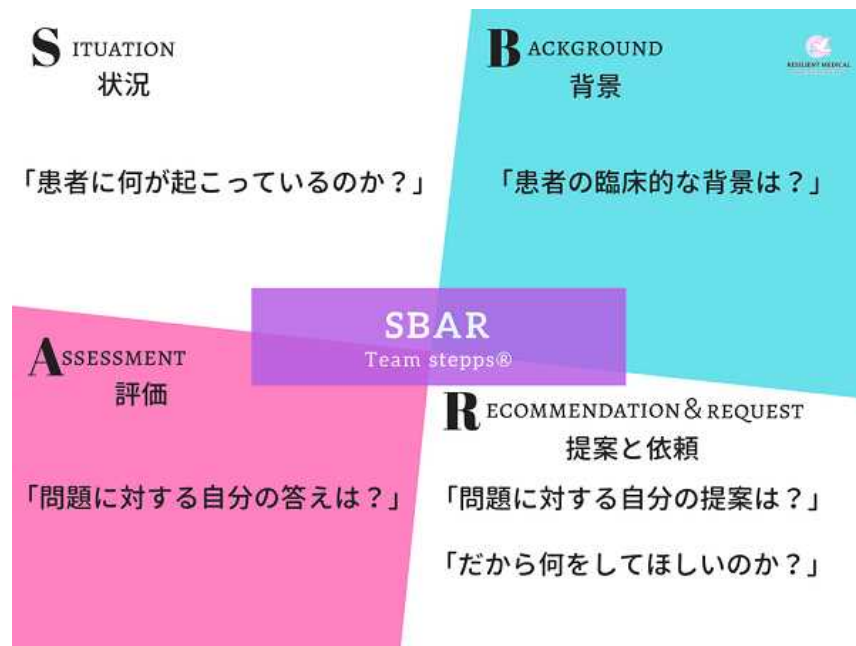 SITUATION
状況
「患者に何が起こっているのか？」
BACKGROUND
背景
RESILIENT MEDICAL
「患者の臨床的な背景は？」
SBAR
Team stepps®
ASSESSMENT
評価
「問題に対する自分の答えは？」
RECOMMENDATION＆REQUEST
提案と依頼
「問題に対する自分の提案は？」
「だから何をしてほしいのか？」